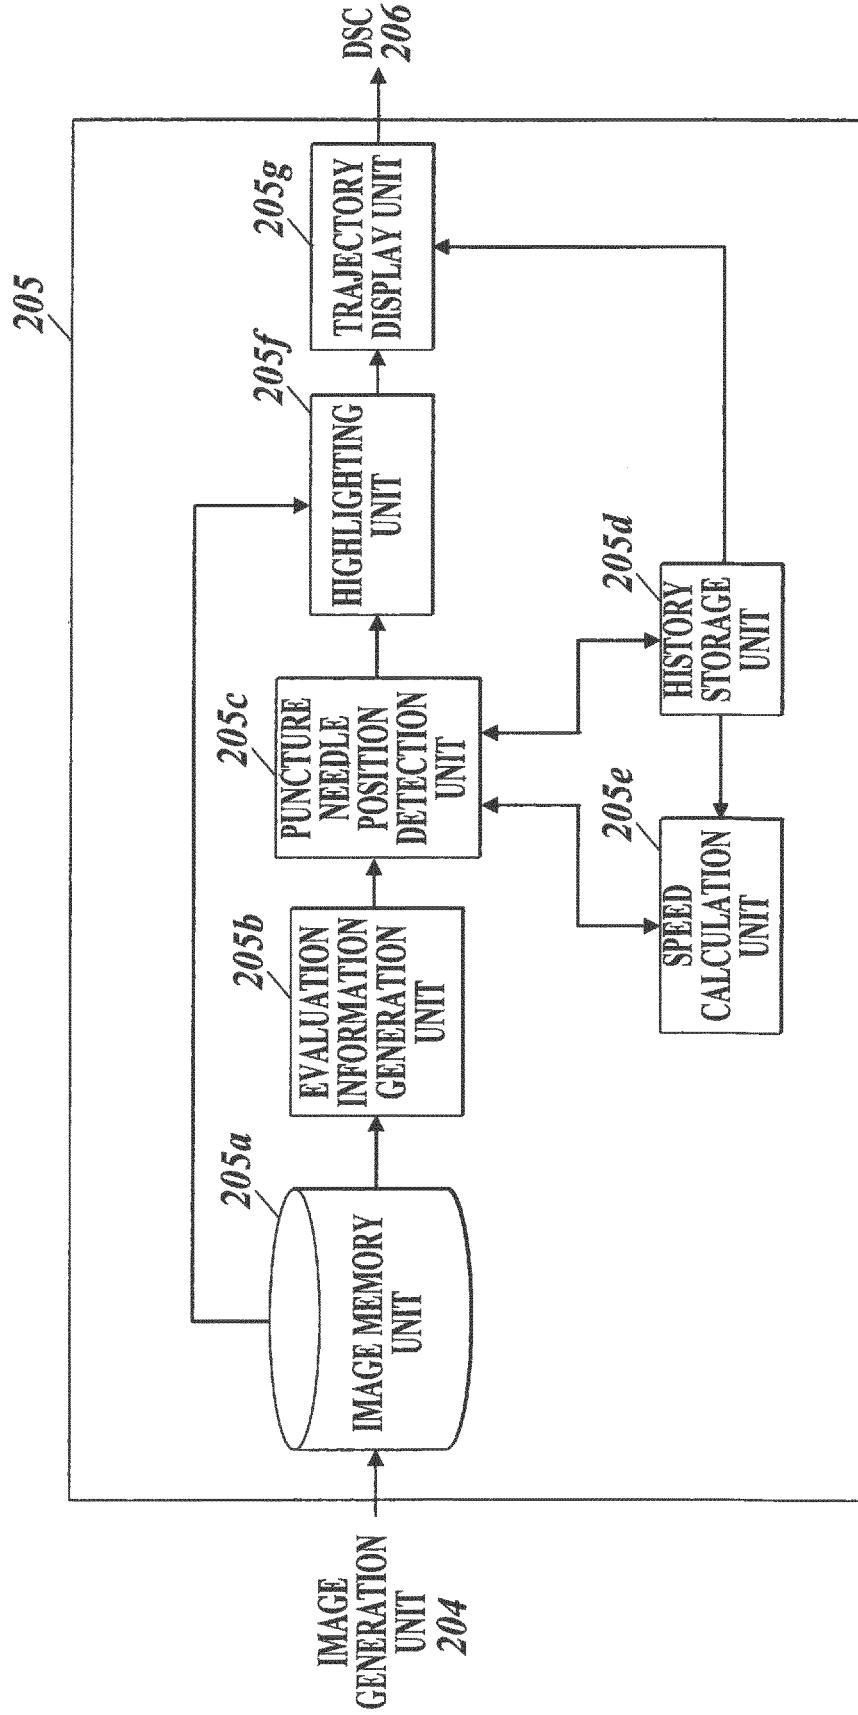 205
IMAGE
GENERATION
UNIT
204
205a
IMAGE MEMORY
UNIT
205b
EVALUATION
INFORMATION
GENERATION
UNIT
205c
PUNCTURE
NEEDLE
POSITION
DETECTION
UNIT
205f
HIGHLIGHTING
UNIT
205g
TRAJECTORY
DISPLAY UNIT
DSC
206
205e
SPEED
CALCULATION
UNIT
205d
HISTORY
STORAGE
UNIT